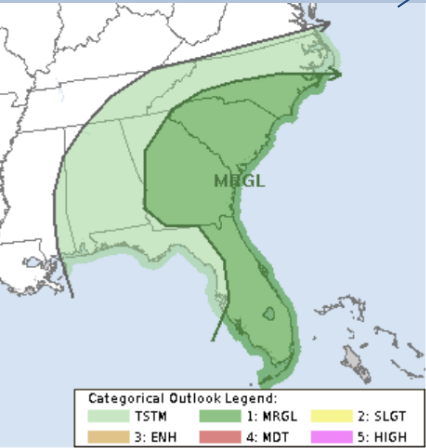 MRGL
Categorical Outlook Legend:
TSTM 1: MRGL 2: SLGT
3: ENH 4: MDT 5: HIGH